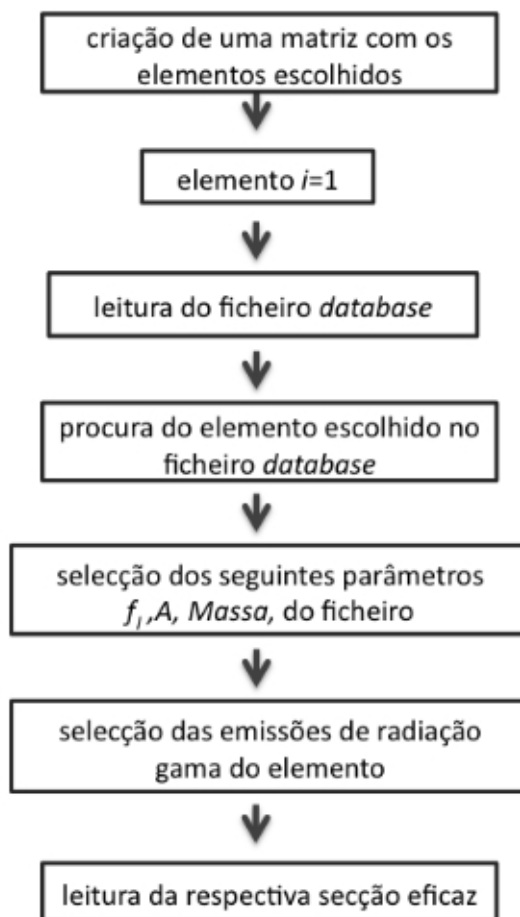 criação de uma matriz com os
elementos escolhidos
elemento i=1
leitura do ficheiro database
procura do elemento escolhido no
ficheiro database
selecção dos seguintes parâmetros
f_i ,A, Massa, do ficheiro
selecção das emissões de radiação
gama do elemento
leitura da respectiva secção eficaz